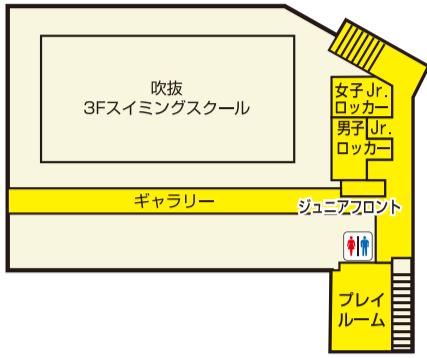 吹抜
3Fスイミングスクール
女子Jr.
ロッカー
男子Jr.
ロッカー
ギャラリー
ジュニアフロント
プレイ
ルーム